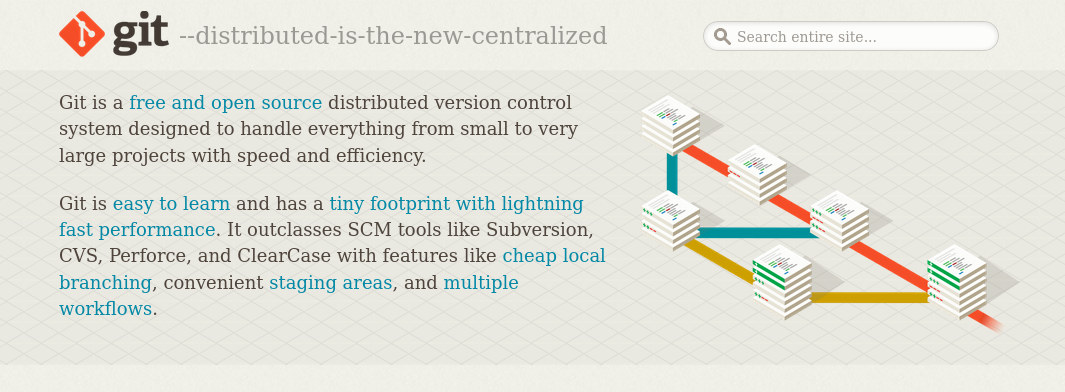 git --distributed-is-the-new-centralized
Search entire site...
Git is a free and open source distributed version control
system designed to handle everything from small to very
large projects with speed and efficiency.
Git is easy to learn and has a tiny footprint with lightning
fast performance. It outclasses SCM tools like Subversion,
CVS, Perforce, and ClearCase with features like cheap local
branching, convenient staging areas, and multiple
workflows.